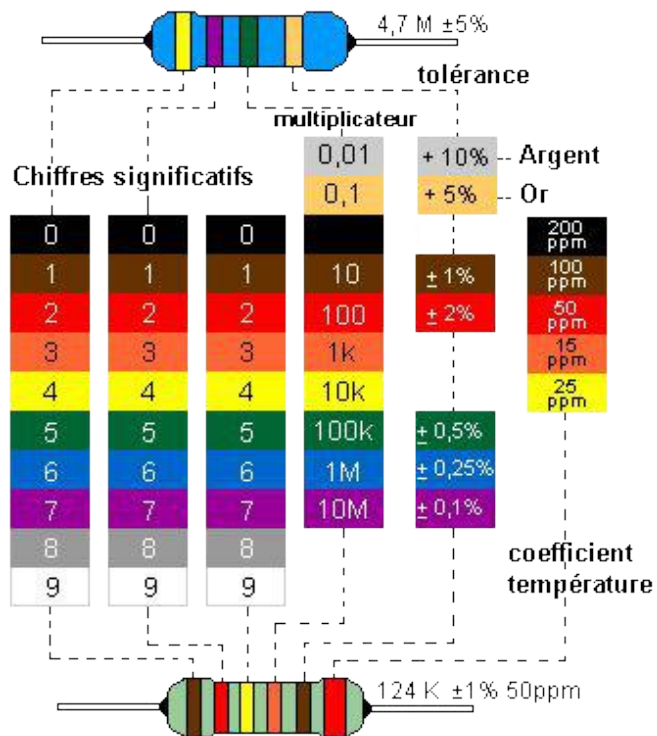 4,7 M ±5%
tolérance
multiplicateur
0,01 + 10% Argent
Chiffres significatifs
0,1 + 5% Or
0 0 0 200 ppm
1 1 1 10 ± 1% 100 ppm
2 2 2 100 ± 2% 50 ppm
3 3 3 1k 15 ppm
4 4 4 10k 25 ppm
5 5 5 100k ± 0,5%
6 6 6 1M ± 0,25%
7 7 7 10M ± 0,1%
8 8 8
9 9 9
coefficient
température
124 K ±1% 50ppm